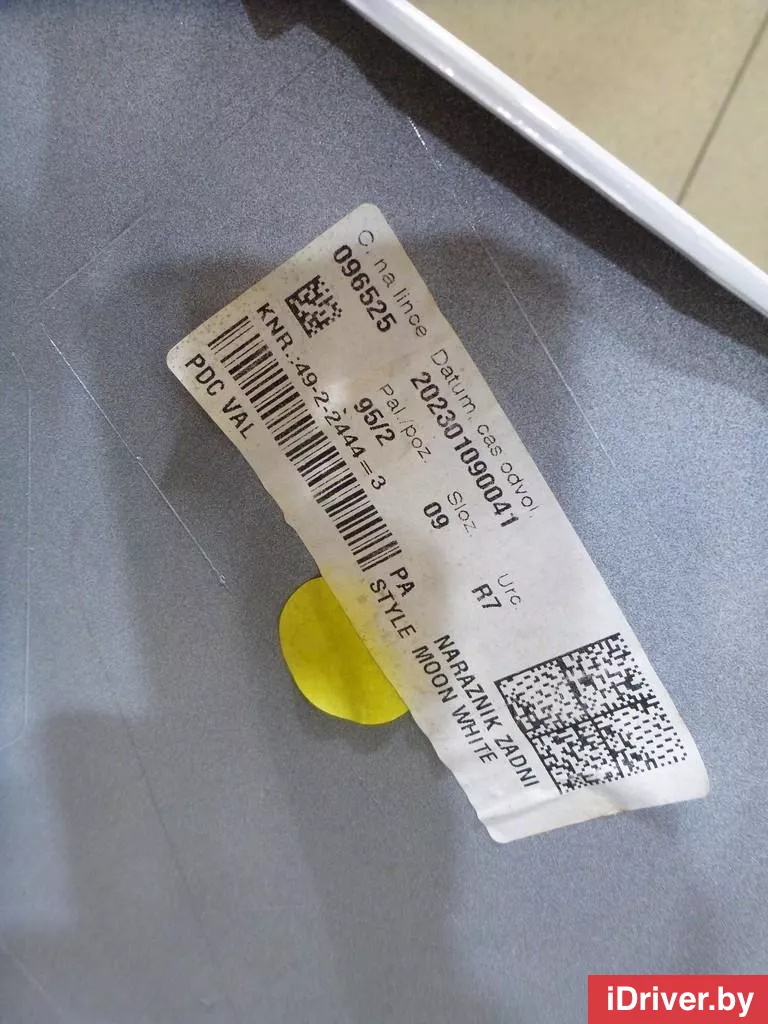 C. na lince Datum, cas odvol.
096525 202301090041
Pal./poz. Sloz. Urc.
95/2 09 R7
KNR.:49-2-2444=3
PA NARAZNIK ZADNI
PDC VAL STYLE MOON WHITE
iDriver.by